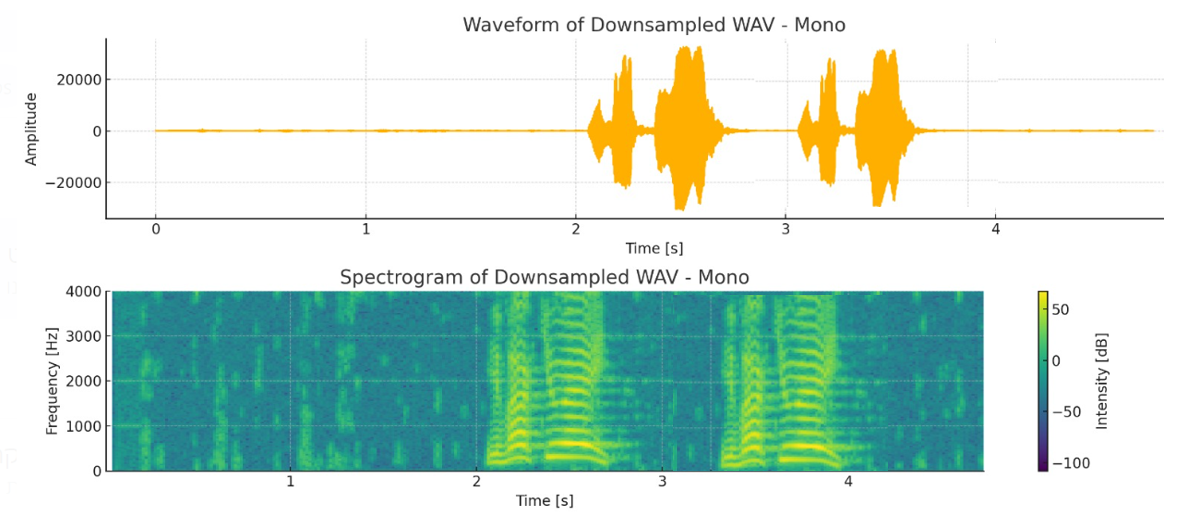 Waveform of Downsampled WAV - Mono
20000
0
−20000
Amplitude
0 1 2 3 4
Time [s]
Spectrogram of Downsampled WAV - Mono
4000
3000
2000
1000
0
Frequency [Hz]
1 2 3 4
Time [s]
50
0
−50
−100
Intensity [dB]